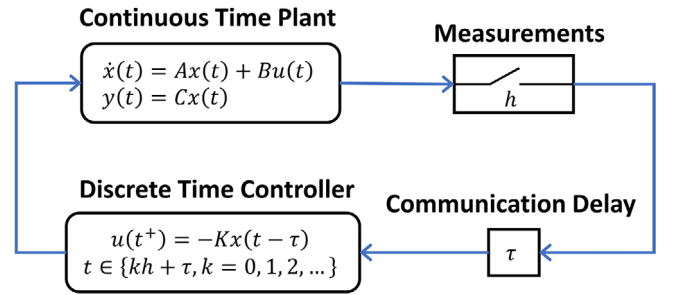 Continuous Time Plant
ẋ(t) = Ax(t) + Bu(t)
y(t) = Cx(t)
Measurements
h
Discrete Time Controller
u(t⁺) = −Kx(t − τ)
t ∈ {kh + τ, k = 0, 1, 2, … }
Communication Delay
τ